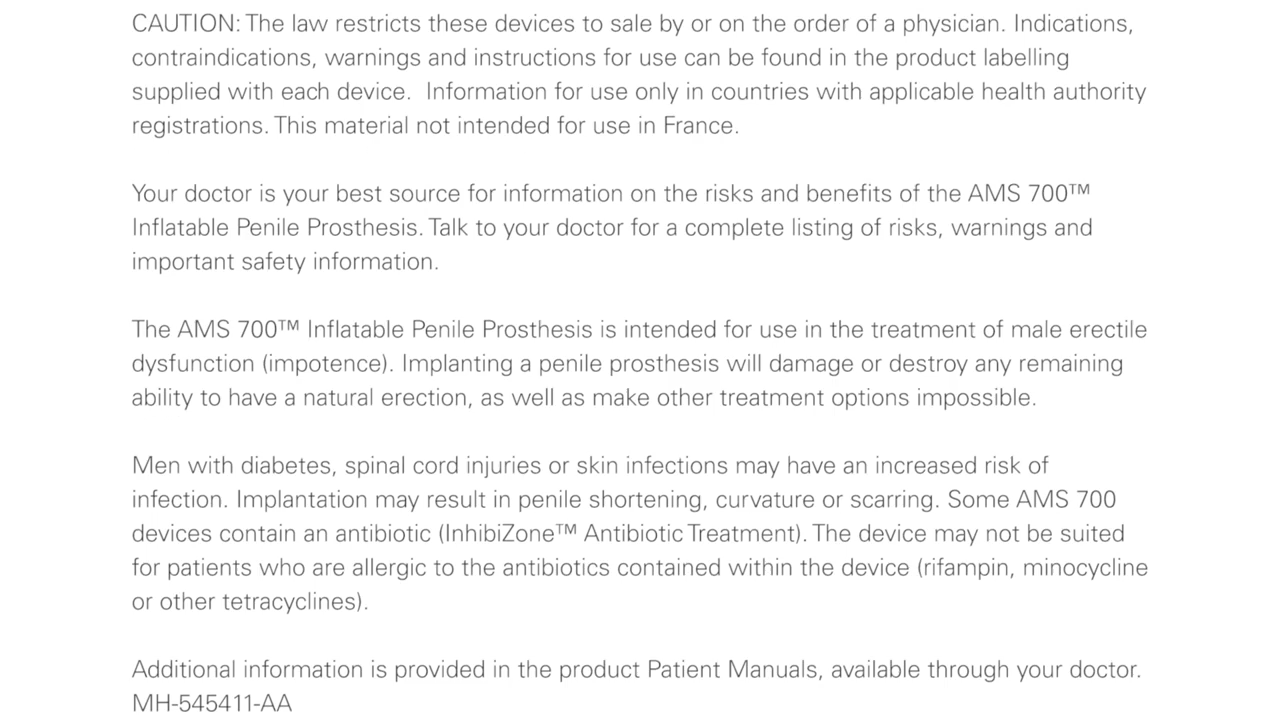 CAUTION: The law restricts these devices to sale by or on the order of a physician. Indications,
contraindications, warnings and instructions for use can be found in the product labelling
supplied with each device.  Information for use only in countries with applicable health authority
registrations. This material not intended for use in France.
Your doctor is your best source for information on the risks and benefits of the AMS 700™
Inflatable Penile Prosthesis. Talk to your doctor for a complete listing of risks, warnings and
important safety information.
The AMS 700™ Inflatable Penile Prosthesis is intended for use in the treatment of male erectile
dysfunction (impotence). Implanting a penile prosthesis will damage or destroy any remaining
ability to have a natural erection, as well as make other treatment options impossible.
Men with diabetes, spinal cord injuries or skin infections may have an increased risk of
infection. Implantation may result in penile shortening, curvature or scarring. Some AMS 700
devices contain an antibiotic (InhibiZone™ Antibiotic Treatment). The device may not be suited
for patients who are allergic to the antibiotics contained within the device (rifampin, minocycline
or other tetracyclines).
Additional information is provided in the product Patient Manuals, available through your doctor.
MH-545411-AA